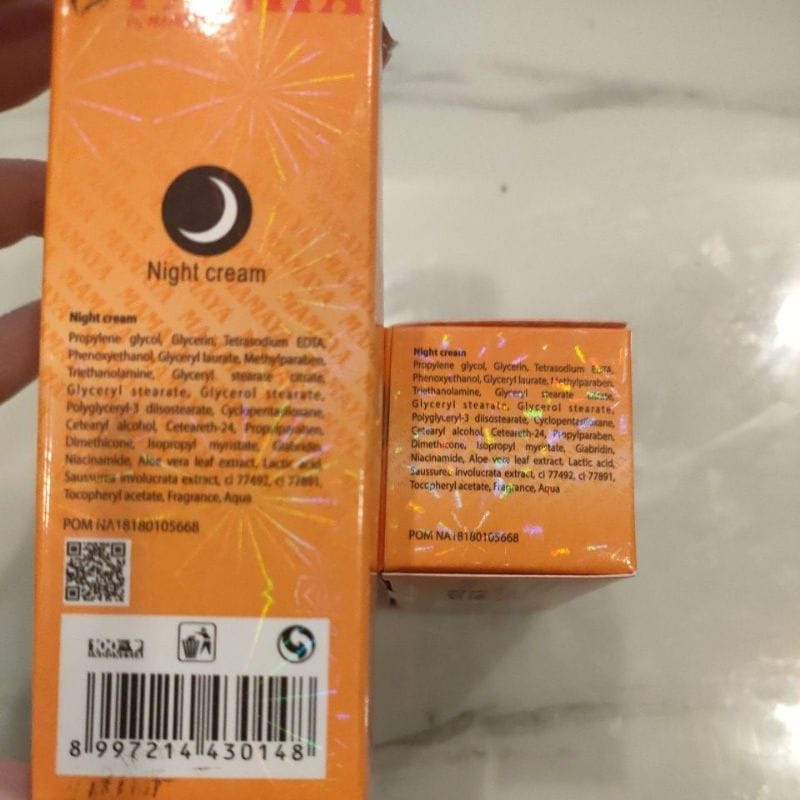 Night cream
Night cream
Propylene glycol, Glycerin, Tetrasodium EDTA,
Phenoxyethanol, Glyceryl laurate, Methylparaben,
Triethanolamine, Glyceryl stearate citrate,
Glyceryl stearate, Glycerol stearate,
Polyglyceryl-3 diisostearate, Cyclopentasiloxane,
Cetearyl alcohol, Ceteareth-24, Propylparaben,
Dimethicone, Isopropyl myristate, Glabridin,
Niacinamide, Aloe vera leaf extract, Lactic acid,
Saussurea involucrata extract, ci 77492, ci 77891,
Tocopheryl acetate, Fragrance, Aqua
POM NA18180105668
8 997214 430148
Night cream
Propylene glycol, Glycerin, Tetrasodium EDTA,
Phenoxyethanol, Glyceryl laurate, Methylparaben,
Triethanolamine, Glyceryl stearate citrate,
Glyceryl stearate, Glycerol stearate,
Polyglyceryl-3 diisostearate, Cyclopentasiloxane,
Cetearyl alcohol, Ceteareth-24, Propylparaben,
Dimethicone, Isopropyl myristate, Glabridin,
Niacinamide, Aloe vera leaf extract, Lactic acid,
Saussurea involucrata extract, ci 77492, ci 77891,
Tocopheryl acetate, Fragrance, Aqua
POM NA18180105668